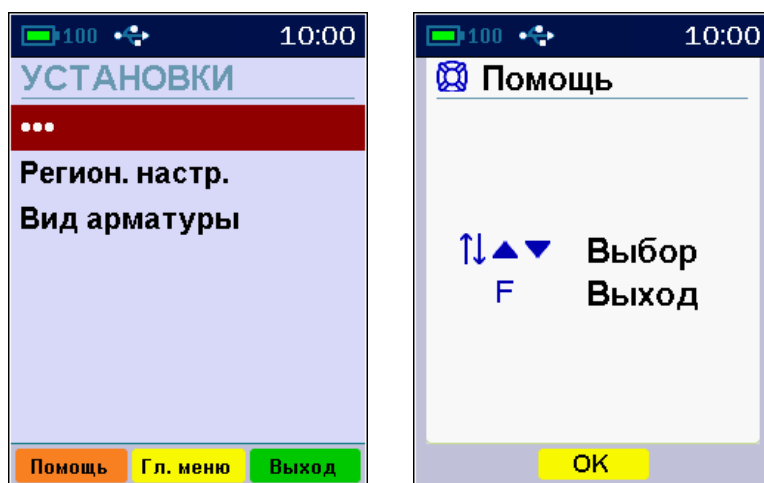 100 10:00
УСТАНОВКИ
•••
Регион. настр.
Вид арматуры
Помощь Гл. меню Выход
100 10:00
Помощь
⇅▲▼ Выбор
F Выход
OK